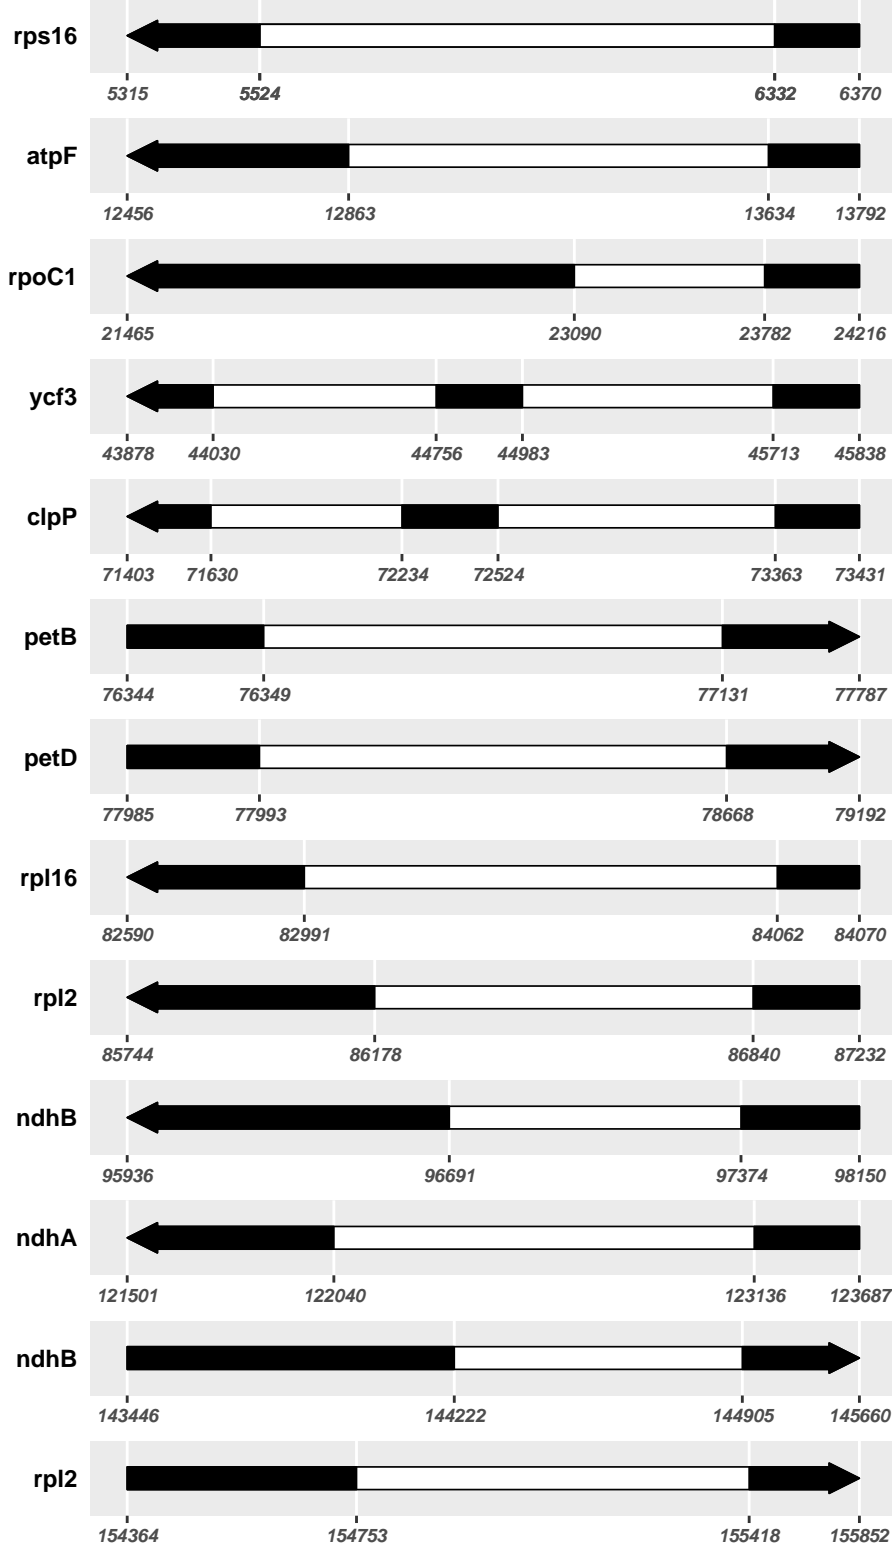 rps16
5315 5524 6332 6370
atpF
12456 12863 13634 13792
rpoC1
21465 23090 23782 24216
ycf3
43878 44030 44756 44983 45713 45838
clpP
71403 71630 72234 72524 73363 73431
petB
76344 76349 77131 77787
petD
77985 77993 78668 79192
rpl16
82590 82991 84062 84070
rpl2
85744 86178 86840 87232
ndhB
95936 96691 97374 98150
ndhA
121501 122040 123136 123687
ndhB
143446 144222 144905 145660
rpl2
154364 154753 155418 155852